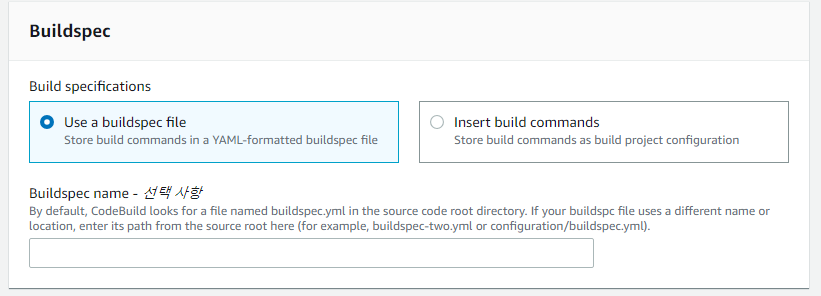 Buildspec
Build specifications
Use a buildspec file
Store build commands in a YAML-formatted buildspec file
Insert build commands
Store build commands as build project configuration
Buildspec name - 선택 사항
By default, CodeBuild looks for a file named buildspec.yml in the source code root directory. If your buildspc file uses a different name or
location, enter its path from the source root here (for example, buildspec-two.yml or configuration/buildspec.yml).